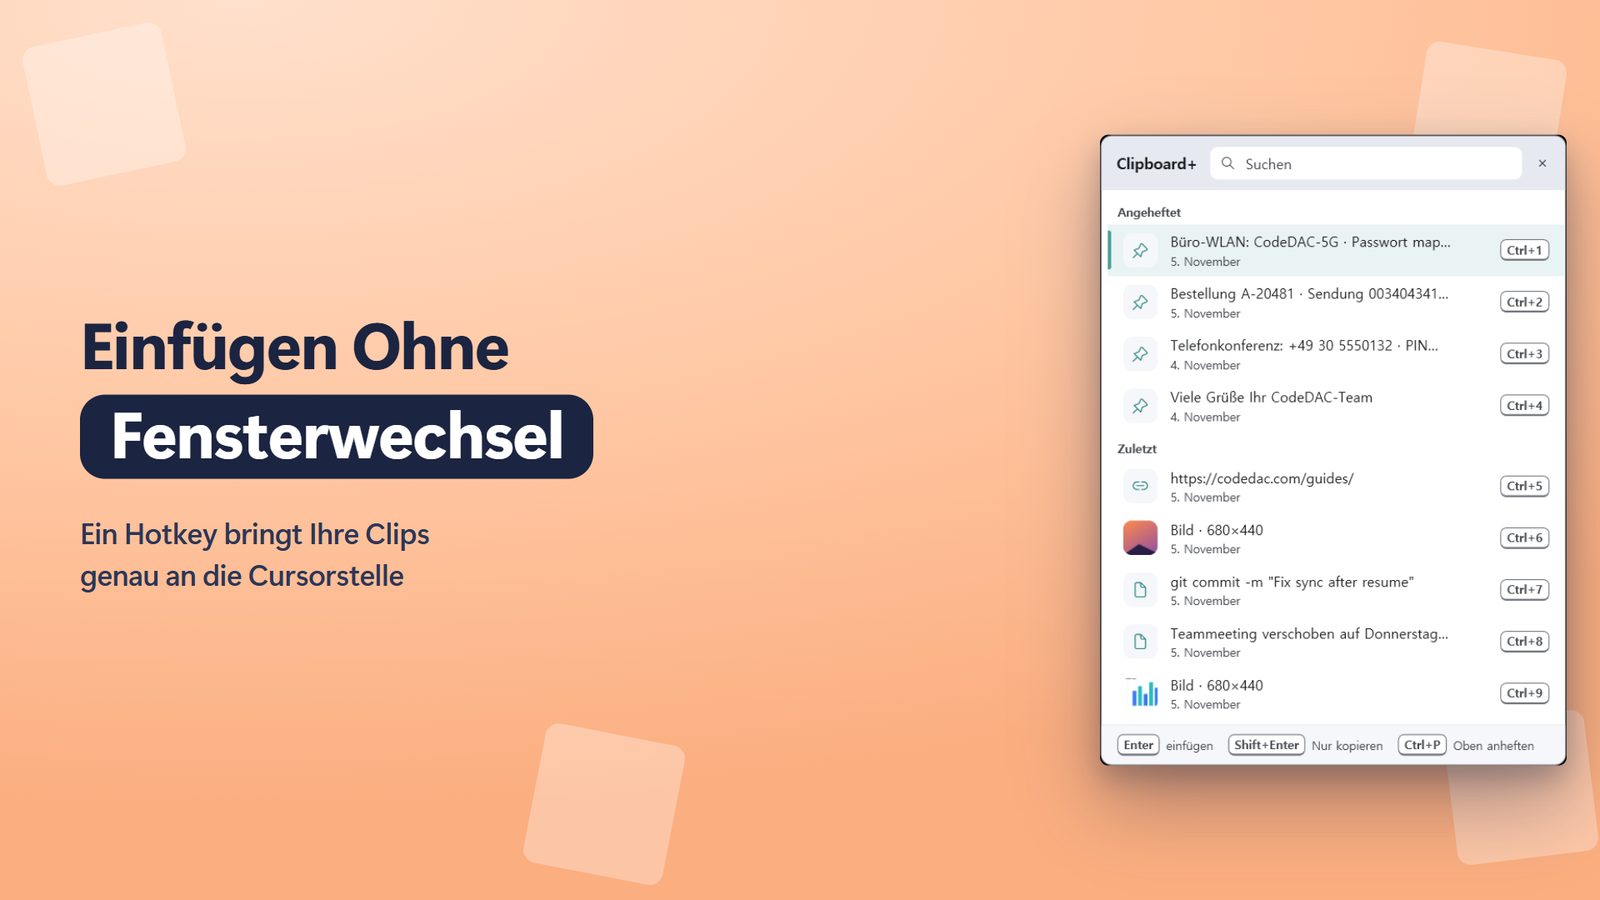 Einfügen Ohne
Fensterwechsel
Ein Hotkey bringt Ihre Clips
genau an die Cursorstelle
Clipboard+
Suchen
×
Angeheftet
Büro-WLAN: CodeDAC-5G · Passwort map...
5. November
Ctrl+1
Bestellung A-20481 · Sendung 003404341...
5. November
Ctrl+2
Telefonkonferenz: +49 30 5550132 · PIN...
4. November
Ctrl+3
Viele Grüße Ihr CodeDAC-Team
4. November
Ctrl+4
Zuletzt
https://codedac.com/guides/
5. November
Ctrl+5
Bild · 680×440
5. November
Ctrl+6
git commit -m "Fix sync after resume"
5. November
Ctrl+7
Teammeeting verschoben auf Donnerstag...
5. November
Ctrl+8
Bild · 680×440
5. November
Ctrl+9
Enter einfügen Shift+Enter Nur kopieren Ctrl+P Oben anheften